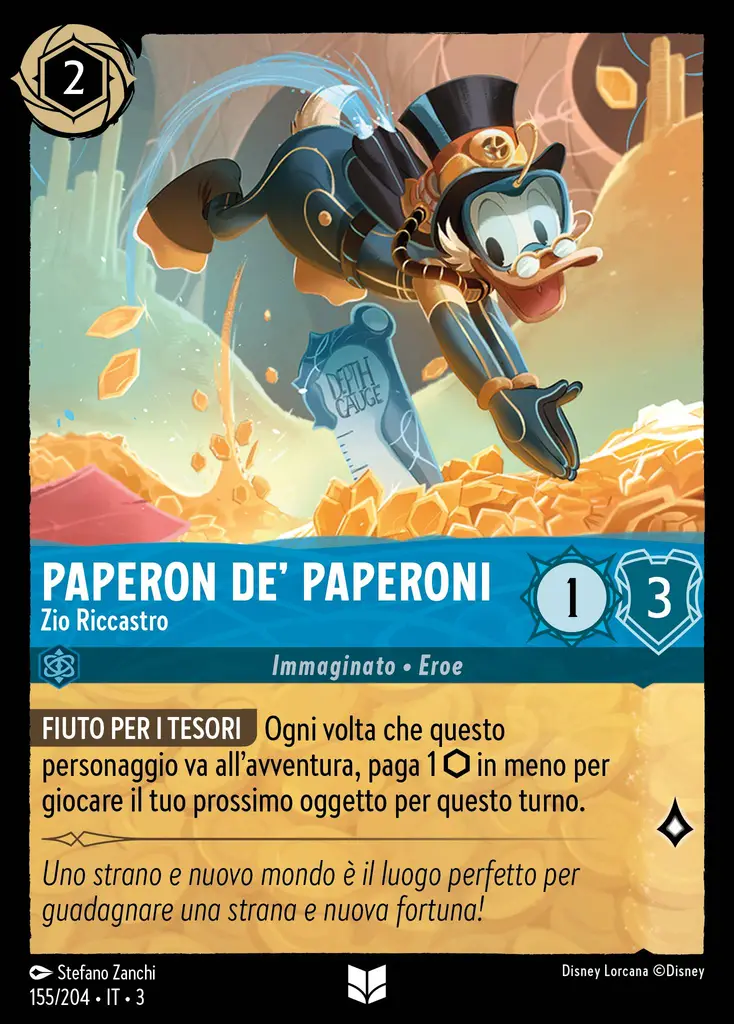 2
DEPTH
GAUGE
PAPERON DE' PAPERONI
Zio Riccastro
1
3
Immaginato • Eroe
FIUTO PER I TESORI Ogni volta che questo
personaggio va all'avventura, paga 1 ⬡ in meno per
giocare il tuo prossimo oggetto per questo turno.
Uno strano e nuovo mondo è il luogo perfetto per
guadagnare una strana e nuova fortuna!
Stefano Zanchi
Disney Lorcana ©Disney
155/204 • IT • 3